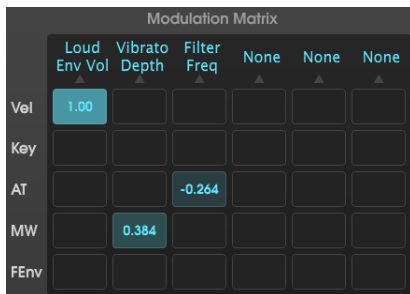 Modulation Matrix
Loud Env Vol Vibrato Depth Filter Freq None None None
Vel 1.00
Key
AT -0.264
MW 0.384
FEnv